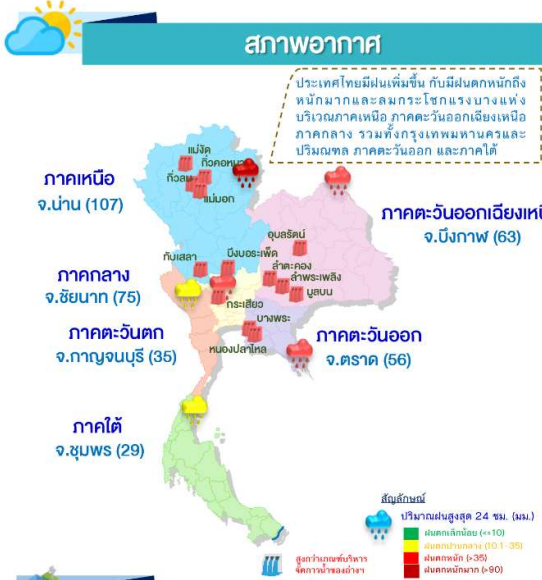 สภาพอากาศ
ประเทศไทยมีฝนเพิ่มขึ้น กับมีฝนตกหนักถึง
หนักมากและลมกระโชกแรงบางแห่ง
บริเวณภาคเหนือ ภาคตะวันออกเฉียงเหนือ
ภาคกลาง รวมทั้งกรุงเทพมหานครและ
ปริมณฑล ภาคตะวันออก และภาคใต้
แม่งัด
กิ่วคอหมา
กิ่วลม
แม่มอก
ภาคเหนือ
จ.น่าน (107)
ภาคตะวันออกเฉียงเหนื
จ.บึงกาฬ (63)
อุบลรัตน์
ทับเสลา
บึงบอระเพ็ด
ลำตะคอง
ลำพระเพลิง
มูลบน
ภาคกลาง
จ.ชัยนาท (75)
กระเสียว
บางพระ
ภาคตะวันตก
จ.กาญจนบุรี (35)
หนองปลาไหล
ภาคตะวันออก
จ.ตราด (56)
ภาคใต้
จ.ชุมพร (29)
สัญลักษณ์
ปริมาณฝนสูงสุด 24 ชม. (มม.)
ฝนตกเล็กน้อย (<=10)
ฝนตกปานกลาง (10.1-35)
ฝนตกหนัก (>35)
ฝนตกหนักมาก (>90)
สูงกว่าเกณฑ์บริหาร
จัดการน้ำของอ่างฯ